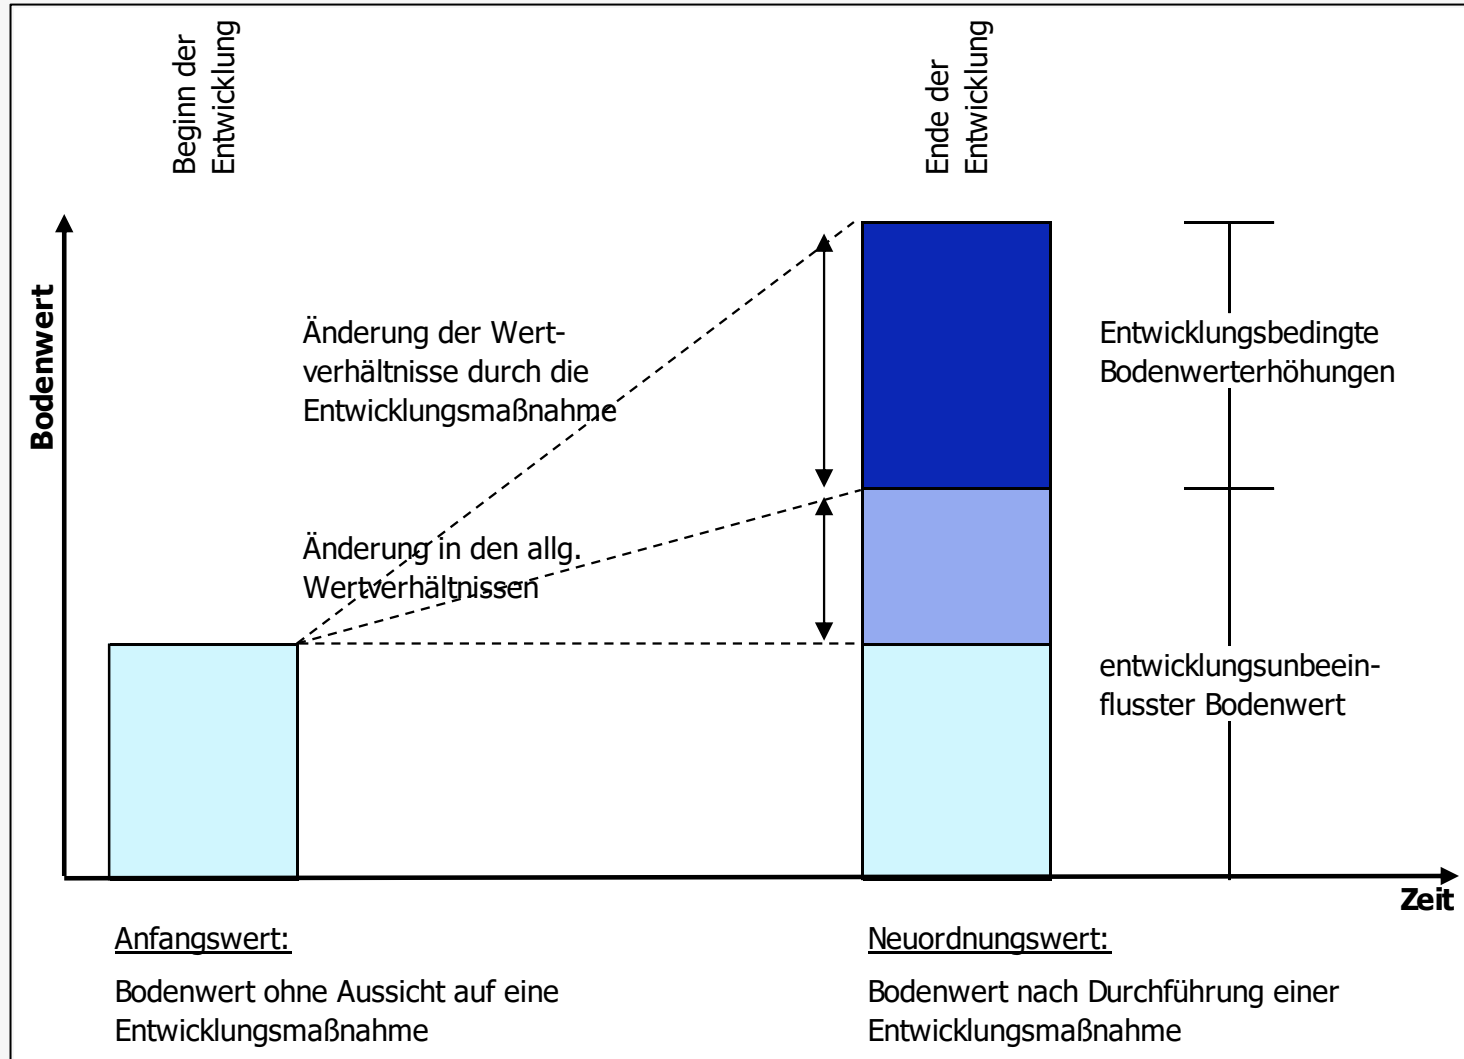 Beginn der
Entwicklung
Ende der
Entwicklung
Bodenwert
Änderung der Wert-
verhältnisse durch die
Entwicklungsmaßnahme
Entwicklungsbedingte
Bodenwerterhöhungen
Änderung in den allg.
Wertverhältnissen
entwicklungsunbeein-
flusster Bodenwert
Zeit
Anfangswert:
Bodenwert ohne Aussicht auf eine
Entwicklungsmaßnahme
Neuordnungswert:
Bodenwert nach Durchführung einer
Entwicklungsmaßnahme